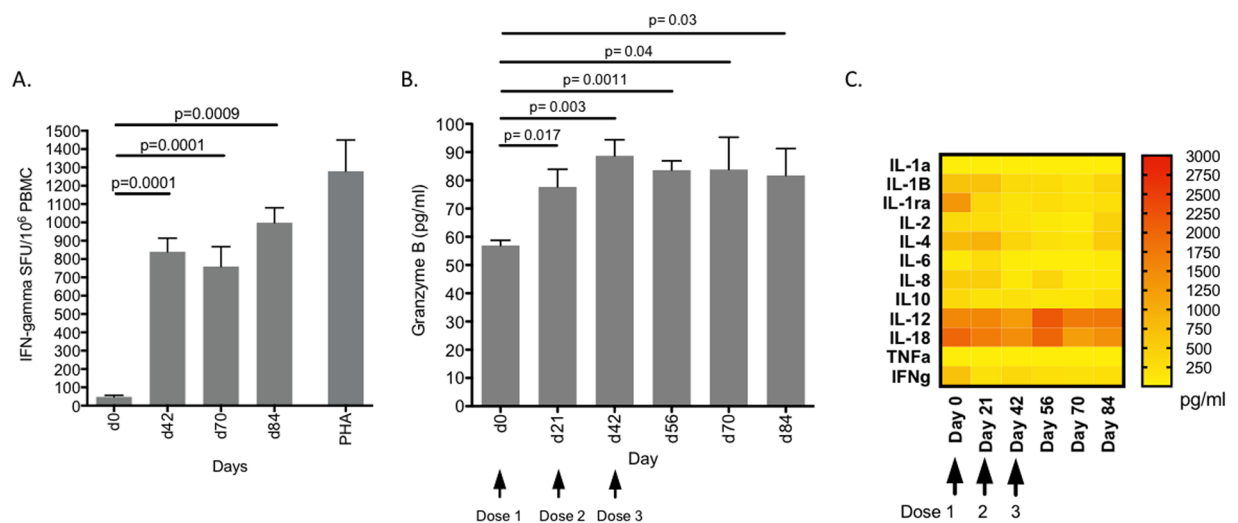 A.
p=0.0009
p=0.0001
p=0.0001
IFN-gamma SFU/10⁶ PBMC
1500
1400
1300
1200
1100
1000
900
800
700
600
500
400
300
200
100
0
d0
d42
d70
d84
PHA
Days
B.
p= 0.03
p= 0.04
p= 0.0011
p= 0.003
p= 0.017
Granzyme B (pg/ml)
100
90
80
70
60
50
40
30
20
10
0
d0
d21
d42
d56
d70
d84
Day
Dose 1
Dose 2
Dose 3
C.
IL-1a
IL-1B
IL-1ra
IL-2
IL-4
IL-6
IL-8
IL10
IL-12
IL-18
TNFa
IFNg
Day 0
Day 21
Day 42
Day 56
Day 70
Day 84
Dose 1
2
3
3000
2750
2500
2250
2000
1750
1500
1250
1000
750
500
250
pg/ml